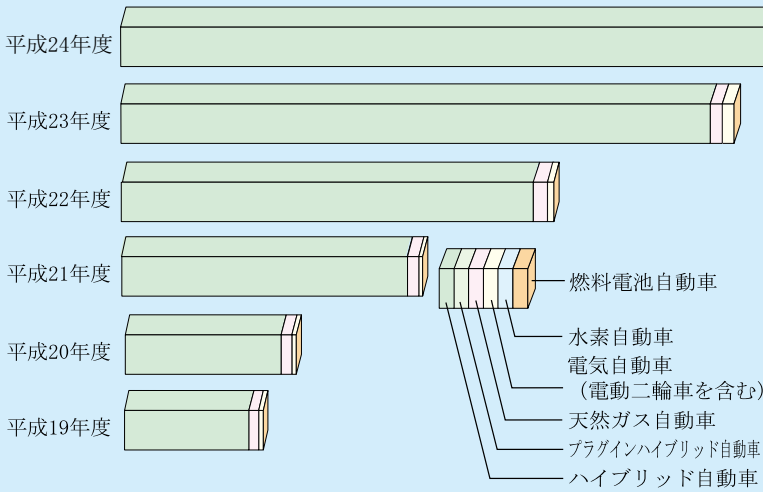 平成24年度
平成23年度
平成22年度
平成21年度
平成20年度
平成19年度
燃料電池自動車
水素自動車
電気自動車
（電動二輪車を含む）
天然ガス自動車
プラグインハイブリッド自動車
ハイブリッド自動車